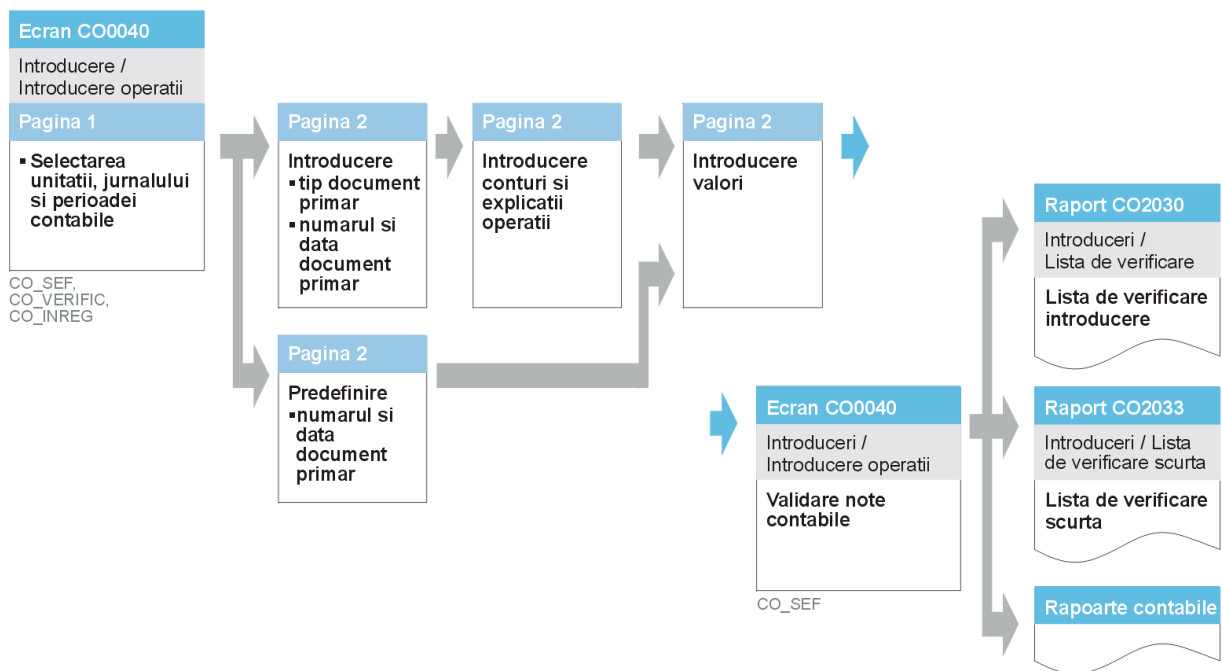 Ecran CO0040
Introducere /
Introducere operatii
Pagina 1
▪ Selectarea
unitatii, jurnalului
si perioadei
contabile
CO_SEF,
CO_VERIFIC,
CO_INREG
Pagina 2
Introducere
▪ tip document
primar
▪ numarul si
data
document
primar
Pagina 2
Introducere
conturi si
explicatii
operatii
Pagina 2
Introducere
valori
Pagina 2
Predefinire
▪ numarul si
data
document
primar
Ecran CO0040
Introduceri /
Introducere operatii
Validare note
contabile
CO_SEF
Raport CO2030
Introduceri /
Lista de verificare
Lista de verificare
introducere
Raport CO2033
Introduceri / Lista
de verificare scurta
Lista de verificare
scurta
Rapoarte contabile